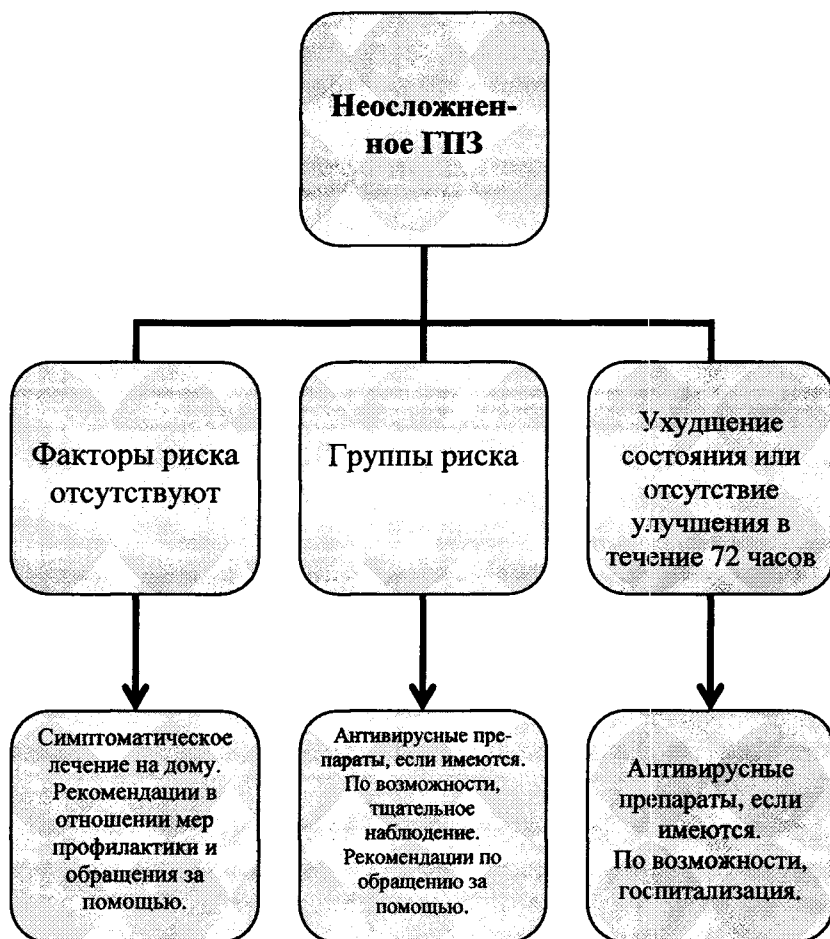 Неосложнен-
ное ГПЗ
Факторы риска
отсутствуют
Группы риска
Ухудшение
состояния или
отсутствие
улучшения в
течение 72 часов
Симптоматическое
лечение на дому.
Рекомендации в
отношении мер
профилактики и
обращения за
помощью.
Антивирусные пре-
параты, если имеются.
По возможности,
тщательное
наблюдение.
Рекомендации по
обращению за
помощью.
Антивирусные
препараты, если
имеются.
По возможности,
госпитализация.